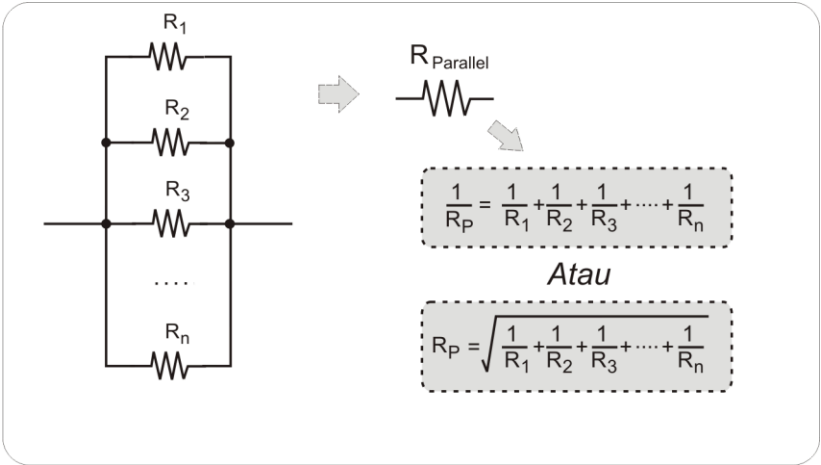 R1
R2
R3
....
Rn
R Parallel
1/RP = 1/R1 + 1/R2 + 1/R3 + ···· + 1/Rn
Atau
RP = √(1/R1 + 1/R2 + 1/R3 + ···· + 1/Rn)